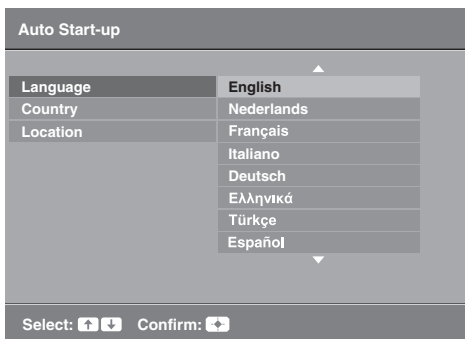 Auto Start-up
Language
Country
Location
English
Nederlands
Français
Italiano
Deutsch
Ελληνικά
Türkçe
Español
Select: Confirm: